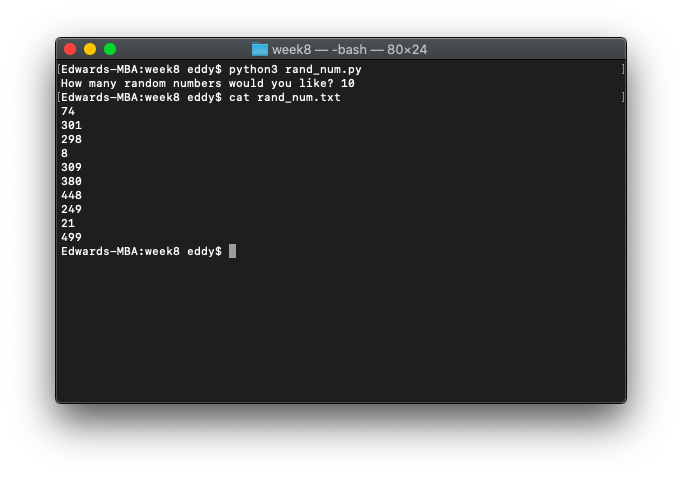 week8 — -bash — 80×24
[Edwards-MBA:week8 eddy$ python3 rand_num.py ]
How many random numbers would you like? 10
[Edwards-MBA:week8 eddy$ cat rand_num.txt ]
74
301
298
8
309
380
448
249
21
499
Edwards-MBA:week8 eddy$